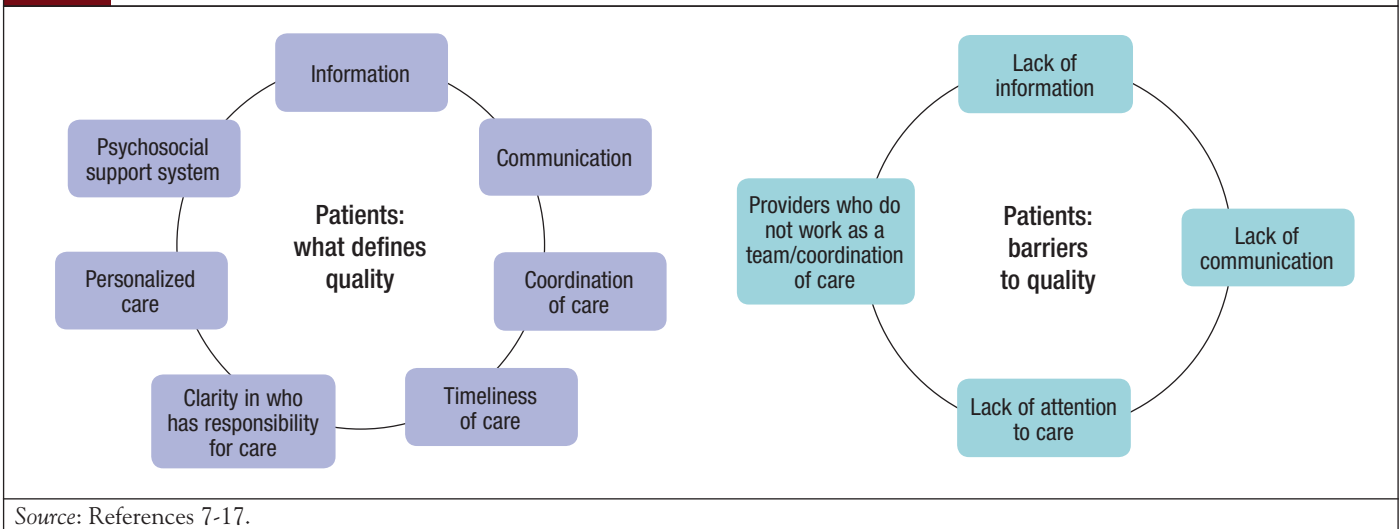 Information
Communication
Coordination
of care
Timeliness
of care
Clarity in who
has responsibility
for care
Personalized
care
Psychosocial
support system
Patients:
what defines
quality
Lack of
information
Lack of
communication
Lack of attention
to care
Providers who do
not work as a
team/coordination
of care
Patients:
barriers
to quality
Source: References 7-17.